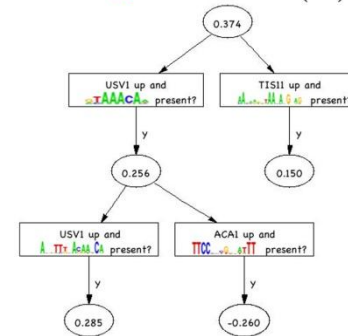 0.374
USV1 up and
TAAACA present?
TIS11 up and
present?
y
y
0.256
0.150
USV1 up and
present?
ACA1 up and
present?
y
y
0.285
-0.260